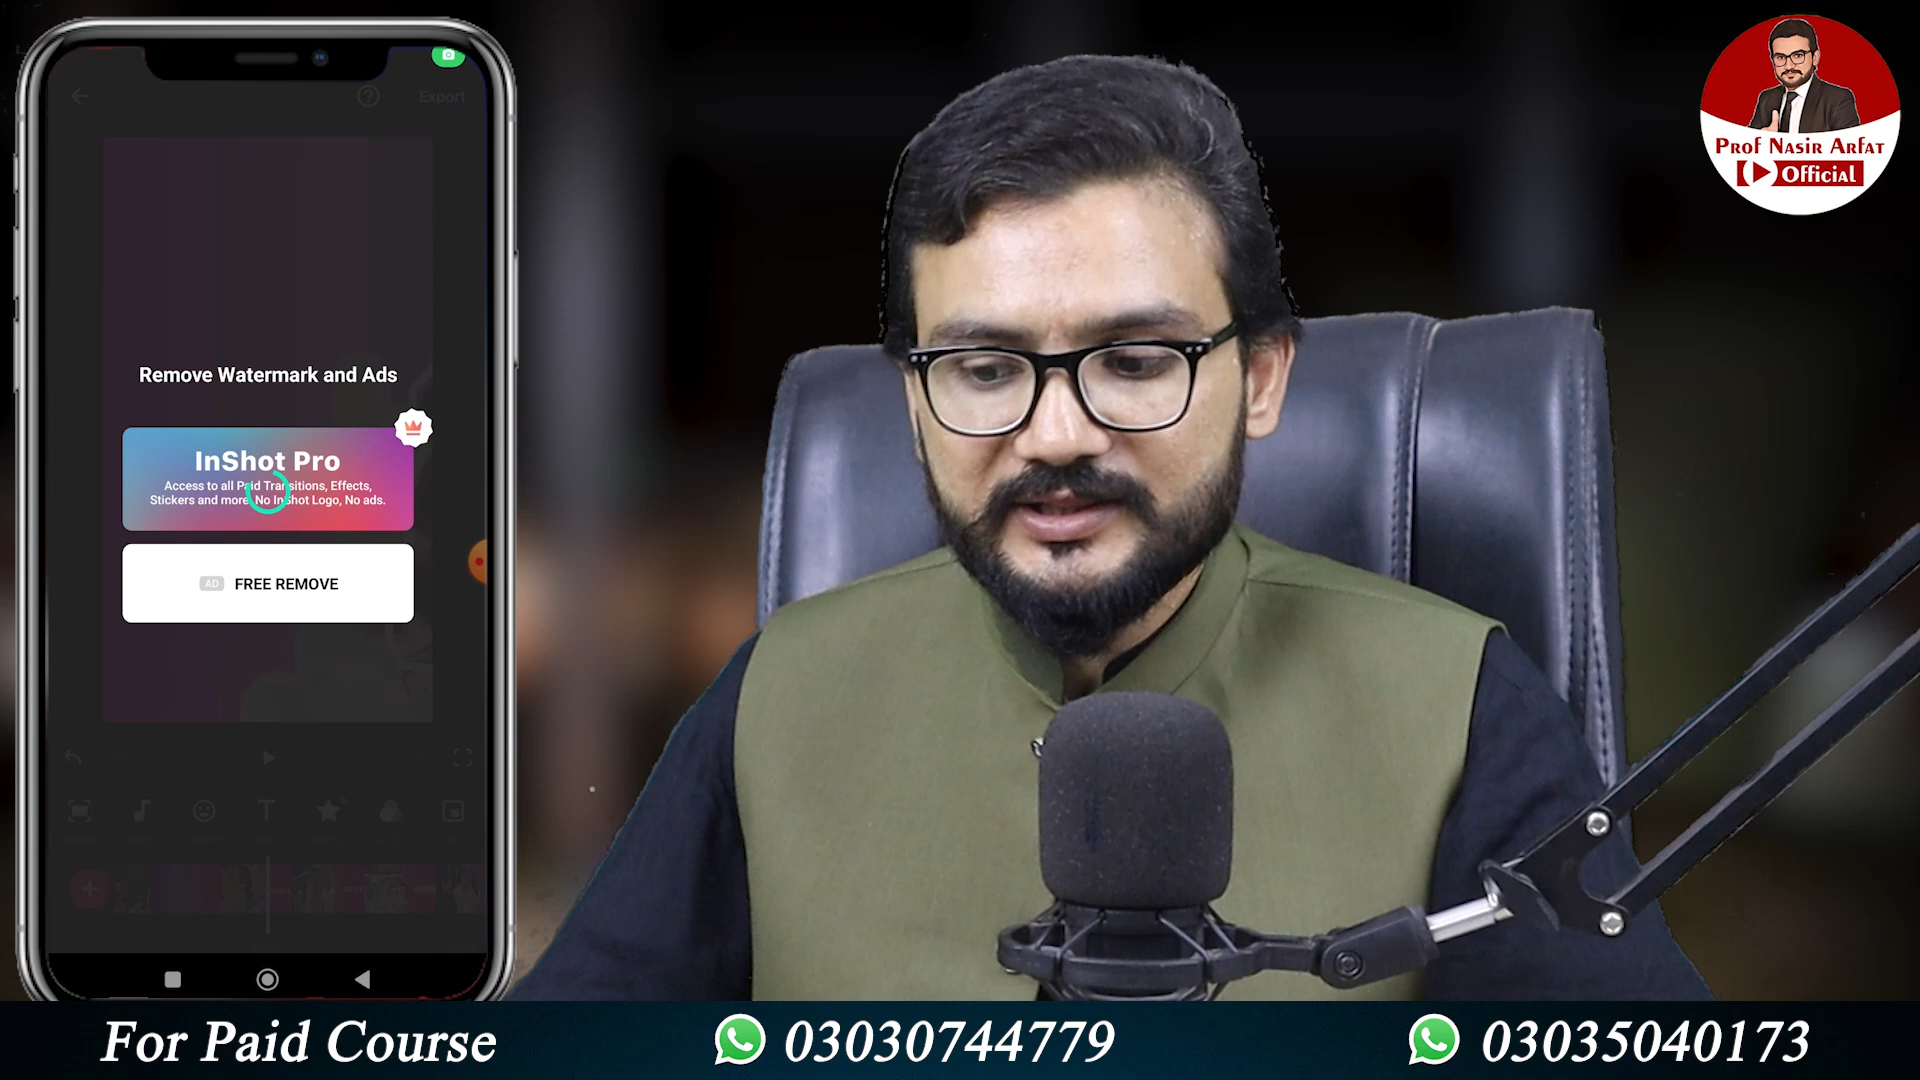 Export
Remove Watermark and Ads
InShot Pro
Access to all Paid Transitions, Effects,
Stickers and more. No InShot Logo, No ads.
AD FREE REMOVE
PROF NASIR ARFAT
Official
For Paid Course
03030744779
03035040173